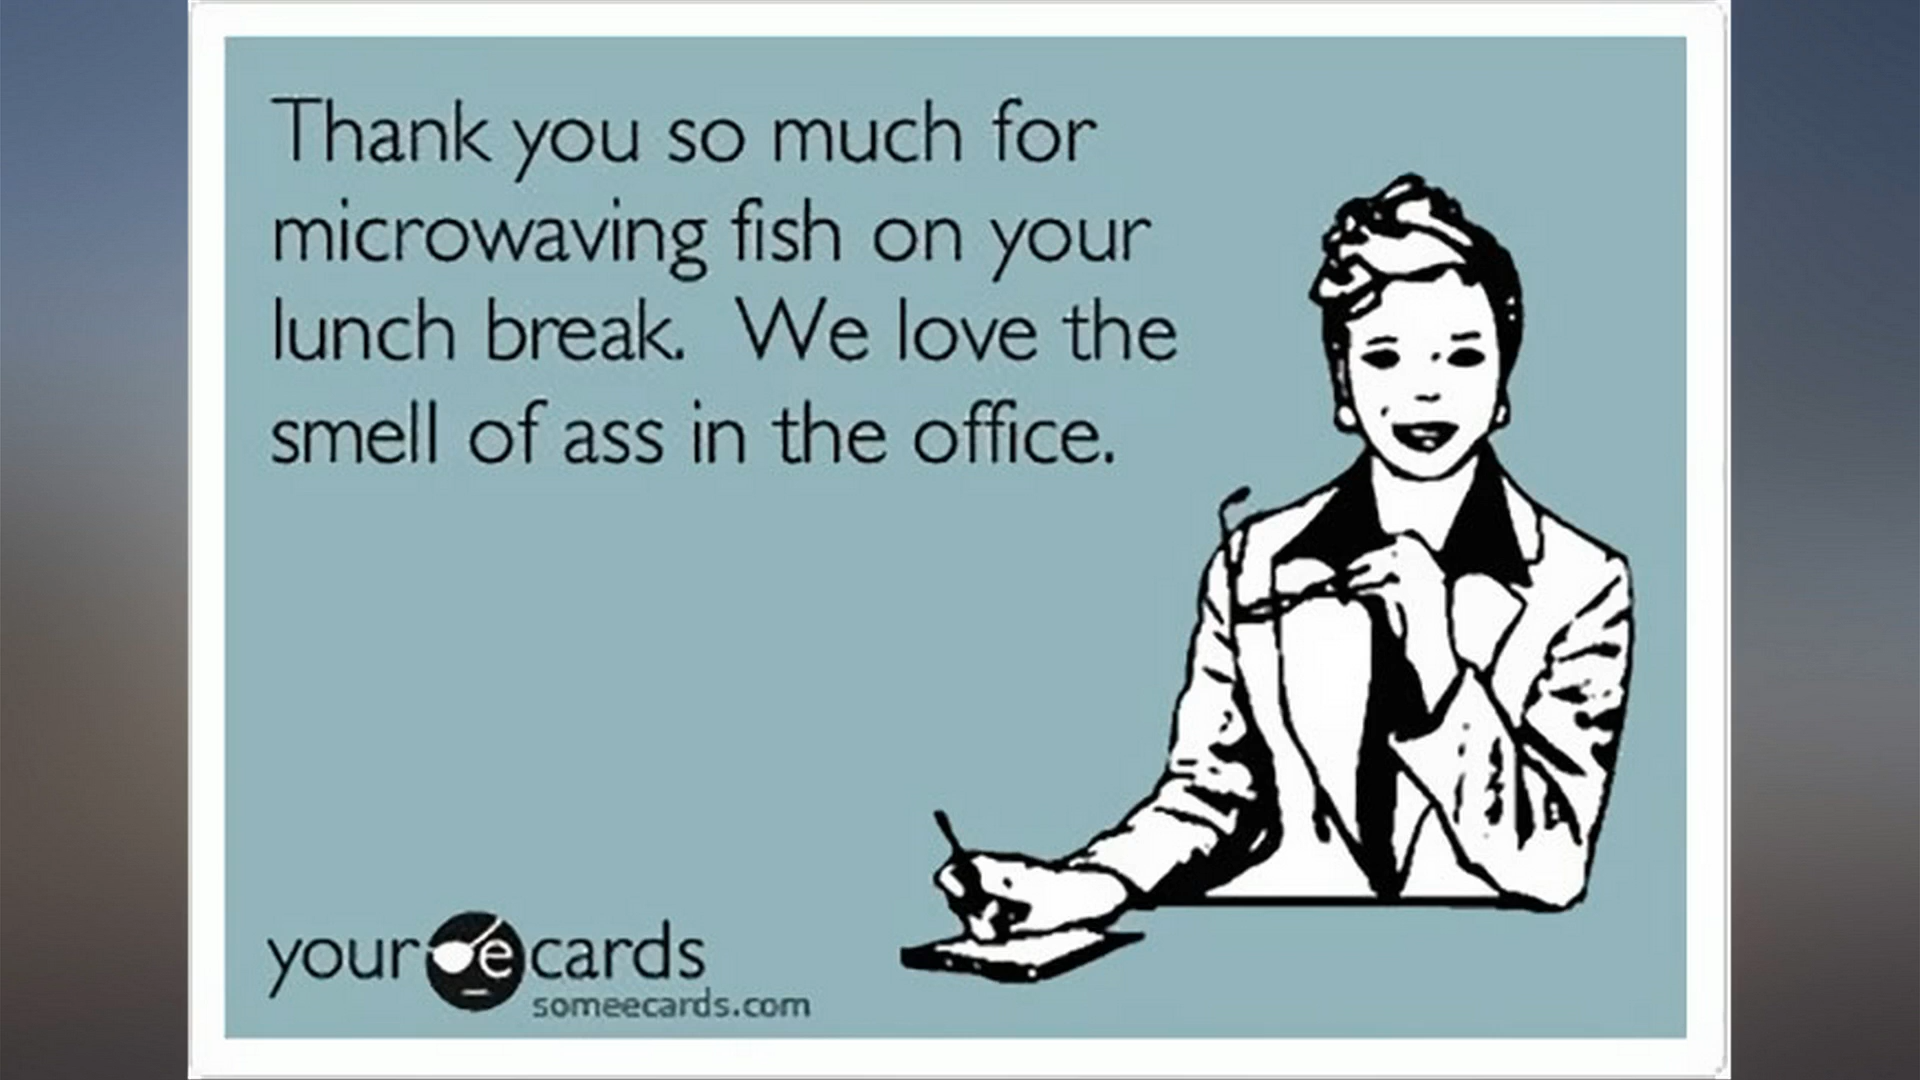 Thank you so much for
microwaving fish on your
lunch break.  We love the
smell of ass in the office.
your e cards
someecards.com